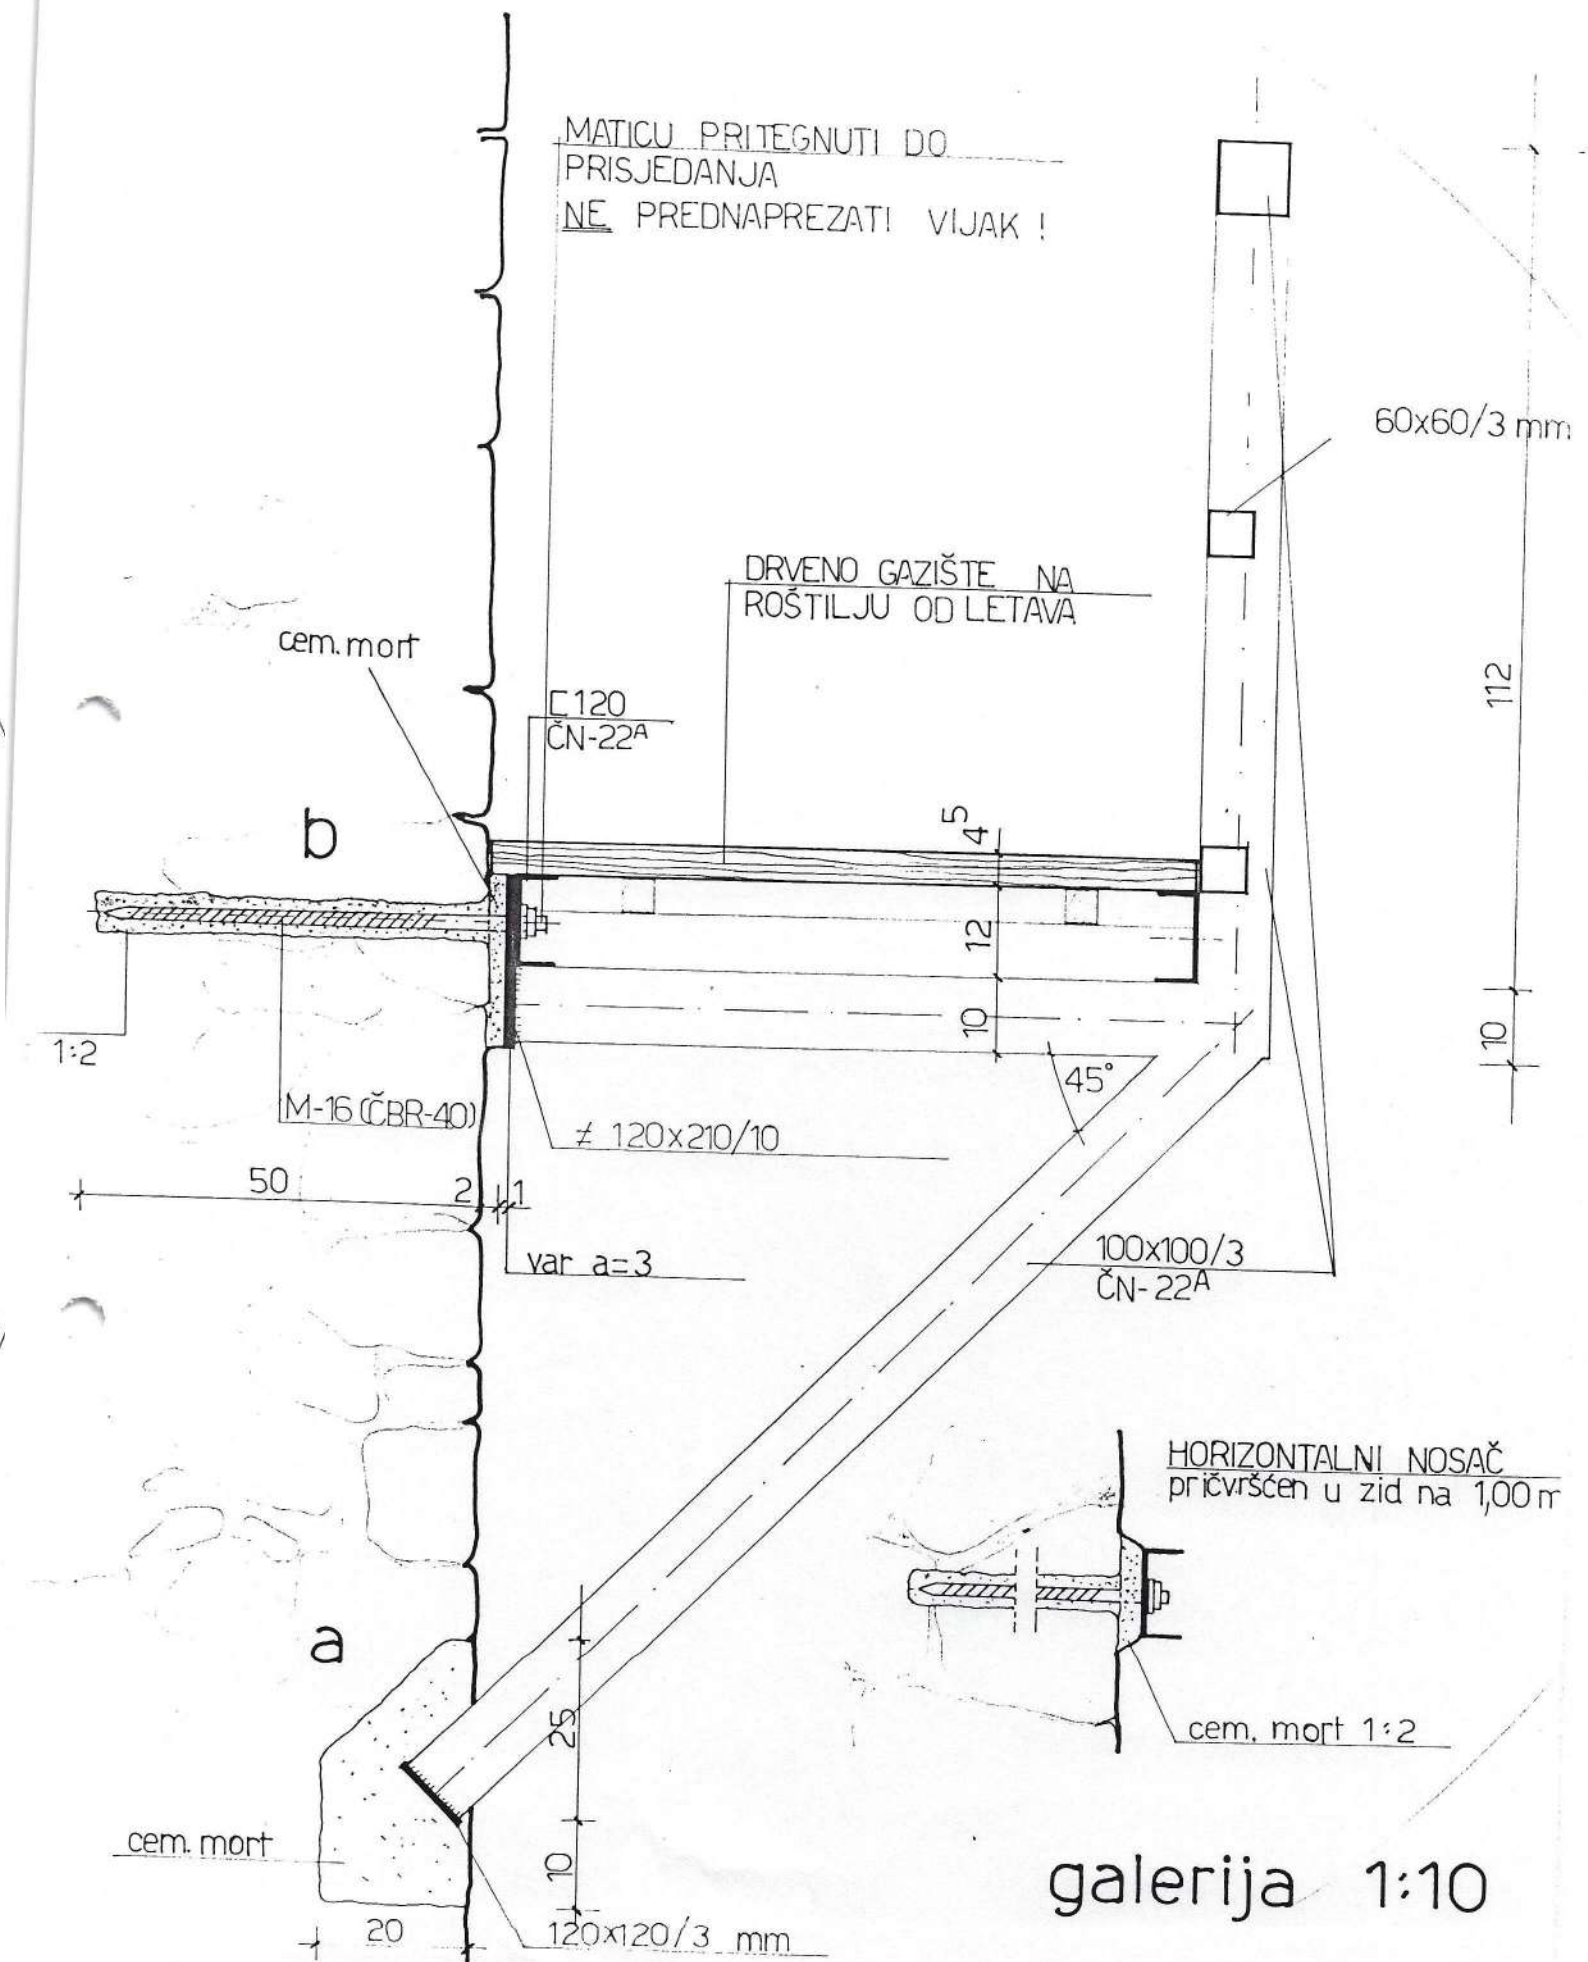 MATICU PRITEGNUTI DO
PRISJEDANJA
NE PREDNAPREZATI VIJAK !
60x60/3 mm
DRVENO GAZIŠTE NA
ROŠTILJU OD LETAVA
cem.mort
112
[120
ČN-22A
b
4 5
12
10
10
1:2
45°
M-16 (ČBR-40)
≠ 120x210/10
50
2
1
var a=3
100x100/3
ČN-22A
HORIZONTALNI NOSAČ
pričvršćen u zid na 1,00 m
a
25
cem. mort 1:2
cem. mort
10
galerija 1:10
20
120x120/3 mm